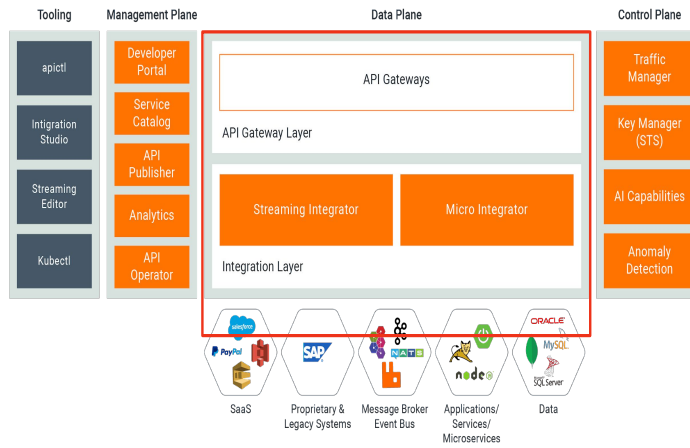 Tooling
Management Plane
Data Plane
Control Plane
apictl
Intigration
Studio
Streaming
Editor
Kubectl
Developer
Portal
Service
Catalog
API
Publisher
Analytics
API
Operator
API Gateways
API Gateway Layer
Streaming Integrator
Micro Integrator
Integration Layer
Traffic
Manager
Key Manager
(STS)
AI Capabilities
Anomaly
Detection
salesforce
PayPal
SAP
NATS
node
ORACLE
MySQL
SQL Server
SaaS
Proprietary &
Legacy Systems
Message Broker
Event Bus
Applications/
Services/
Microservices
Data